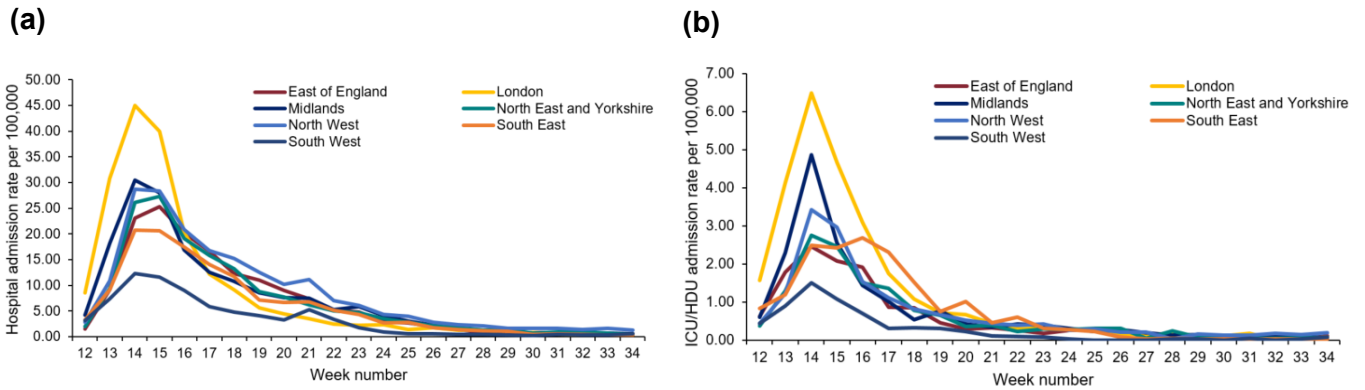 (a)
Hospital admission rate per 100,000
50.00
45.00
40.00
35.00
30.00
25.00
20.00
15.00
10.00
5.00
0.00
East of England
London
Midlands
North East and Yorkshire
North West
South East
South West
12 13 14 15 16 17 18 19 20 21 22 23 24 25 26 27 28 29 30 31 32 33 34
Week number
(b)
ICU/HDU admission rate per 100,000
7.00
6.00
5.00
4.00
3.00
2.00
1.00
0.00
East of England
London
Midlands
North East and Yorkshire
North West
South East
South West
12 13 14 15 16 17 18 19 20 21 22 23 24 25 26 27 28 29 30 31 32 33 34
Week number